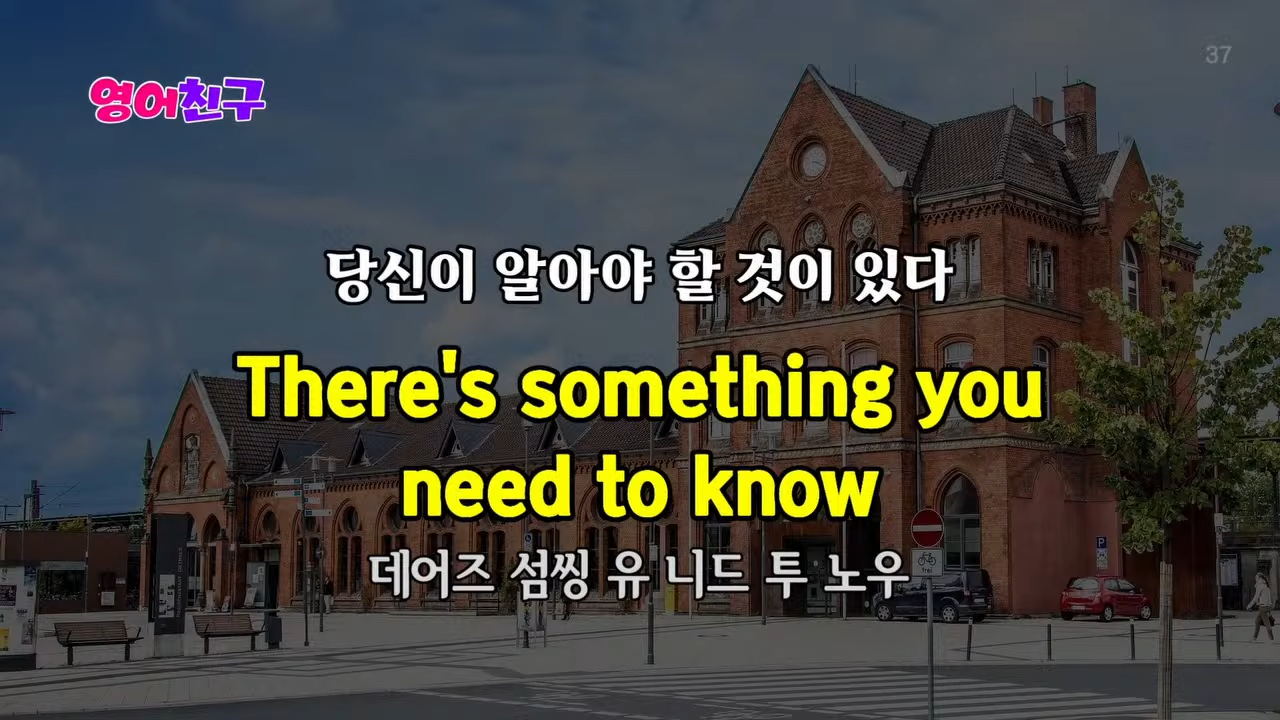 37
영어친구
당신이 알아야 할 것이 있다
There's something you
need to know
데어즈 섬씽 유 니드 투 노우
frei
P